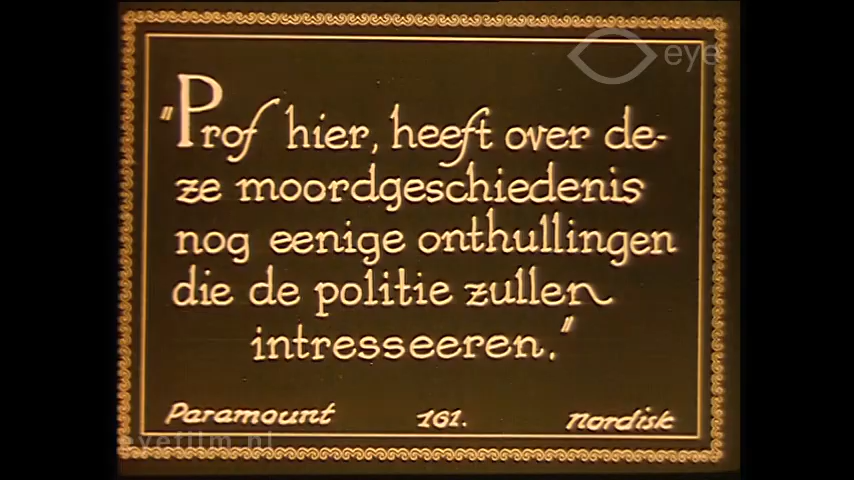 eye
"Prof hier, heeft over de-
ze moordgeschiedenis
nog eenige onthullingen
die de politie zullen
intresseeren."
Paramount 161. Nordisk
eyefilm.nl